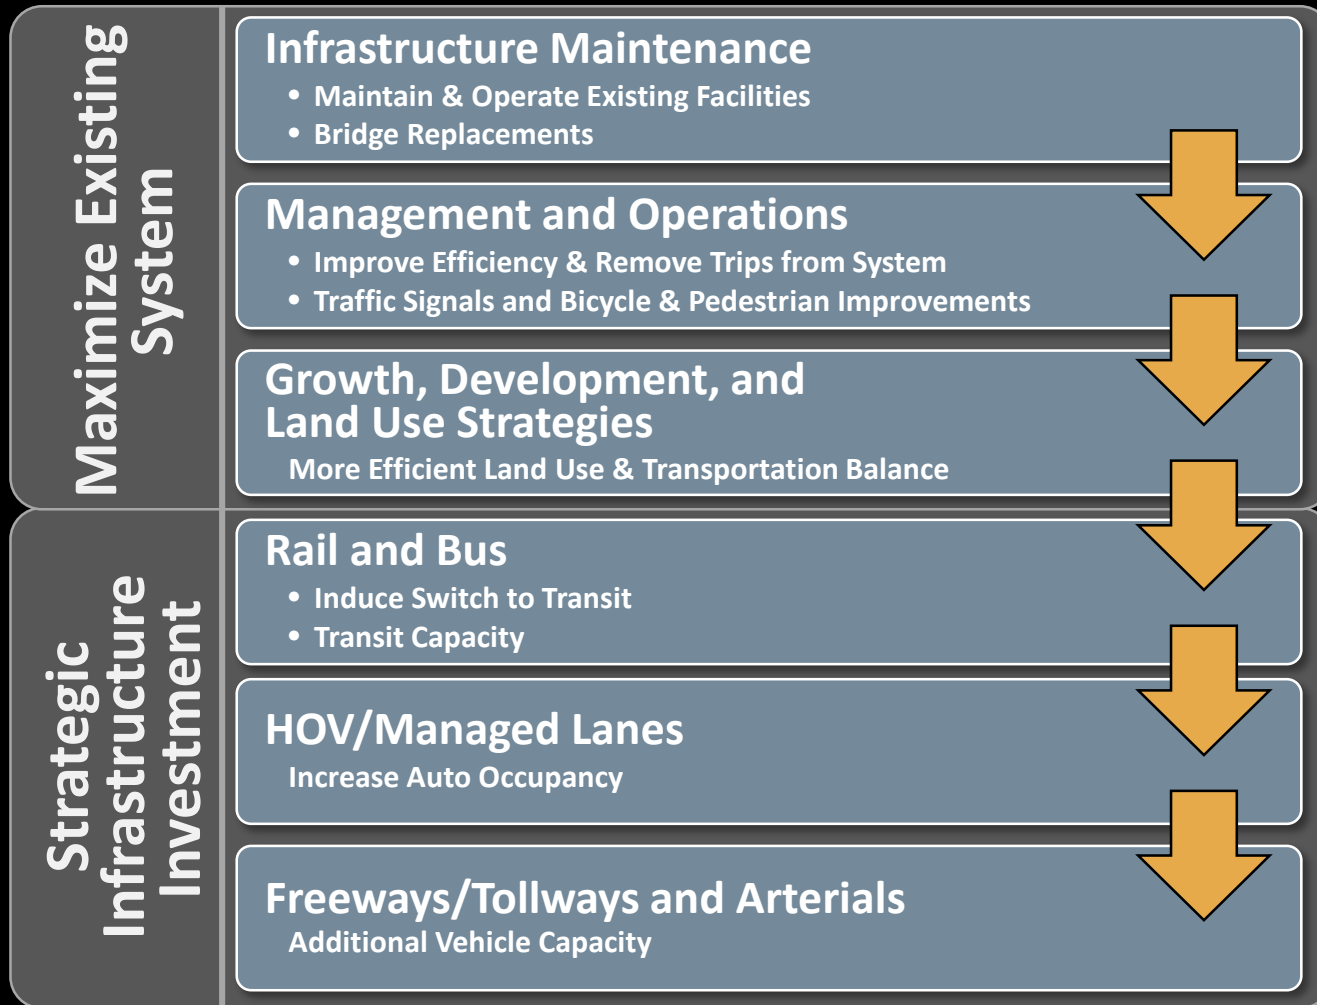 Maximize Existing
System
Infrastructure Maintenance
• Maintain & Operate Existing Facilities
• Bridge Replacements
Management and Operations
• Improve Efficiency & Remove Trips from System
• Traffic Signals and Bicycle & Pedestrian Improvements
Growth, Development, and
Land Use Strategies
More Efficient Land Use & Transportation Balance
Strategic
Infrastructure
Investment
Rail and Bus
• Induce Switch to Transit
• Transit Capacity
HOV/Managed Lanes
Increase Auto Occupancy
Freeways/Tollways and Arterials
Additional Vehicle Capacity